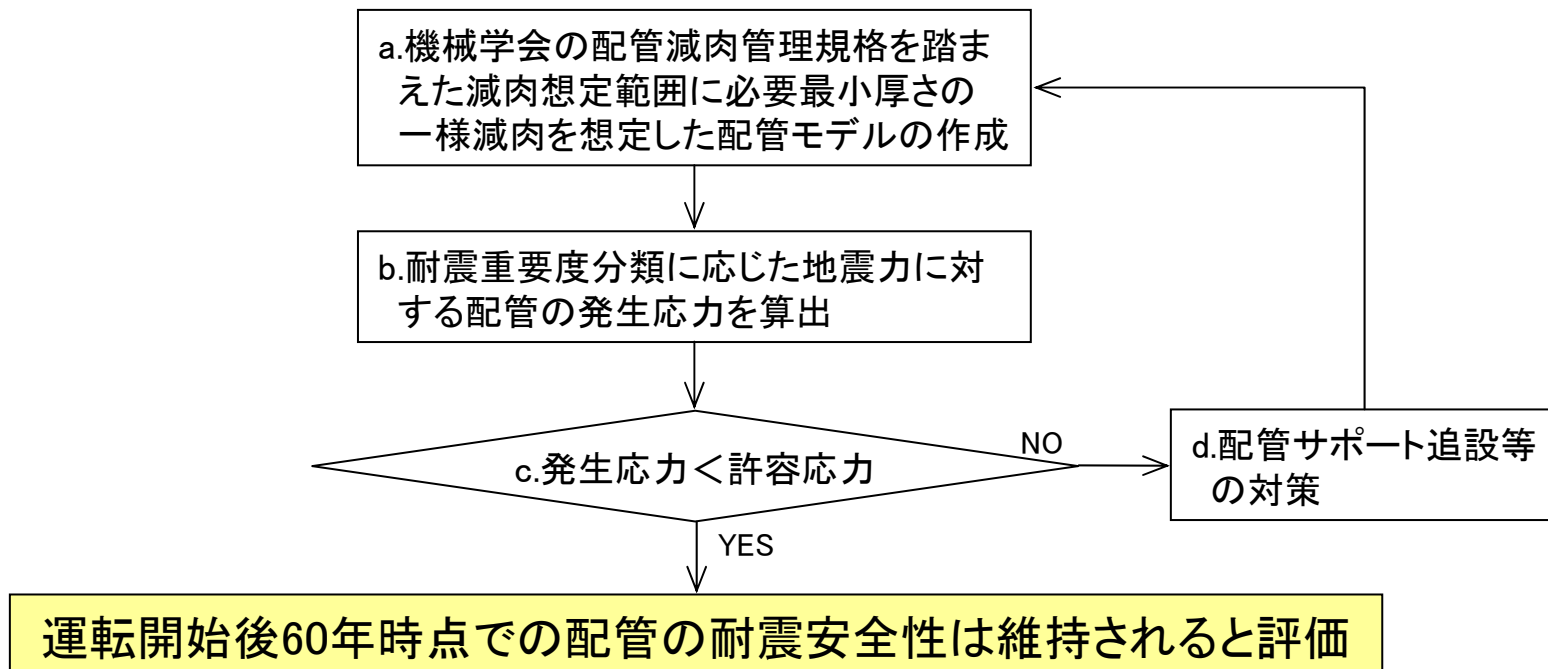 a.機械学会の配管減肉管理規格を踏ま
えた減肉想定範囲に必要最小厚さの
一様減肉を想定した配管モデルの作成
b.耐震重要度分類に応じた地震力に対
する配管の発生応力を算出
c.発生応力＜許容応力
NO
d.配管サポート追設等
の対策
YES
運転開始後60年時点での配管の耐震安全性は維持されると評価